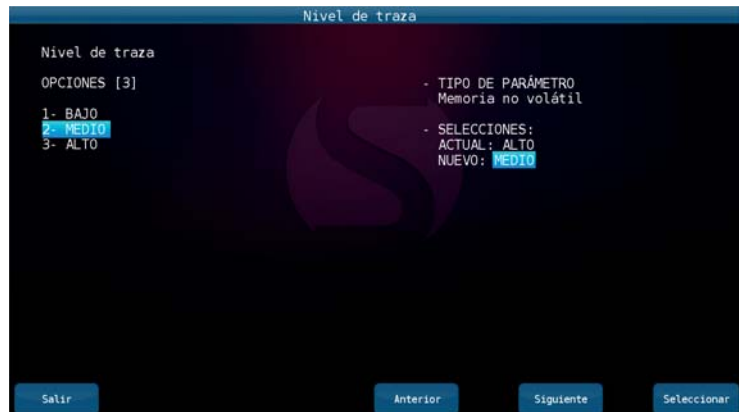 Nivel de traza
Nivel de traza
OPCIONES [3]
1- BAJO
2- MEDIO
3- ALTO
- TIPO DE PARÁMETRO
Memoria no volátil
- SELECCIONES:
ACTUAL: ALTO
NUEVO: MEDIO
Salir
Anterior
Siguiente
Seleccionar